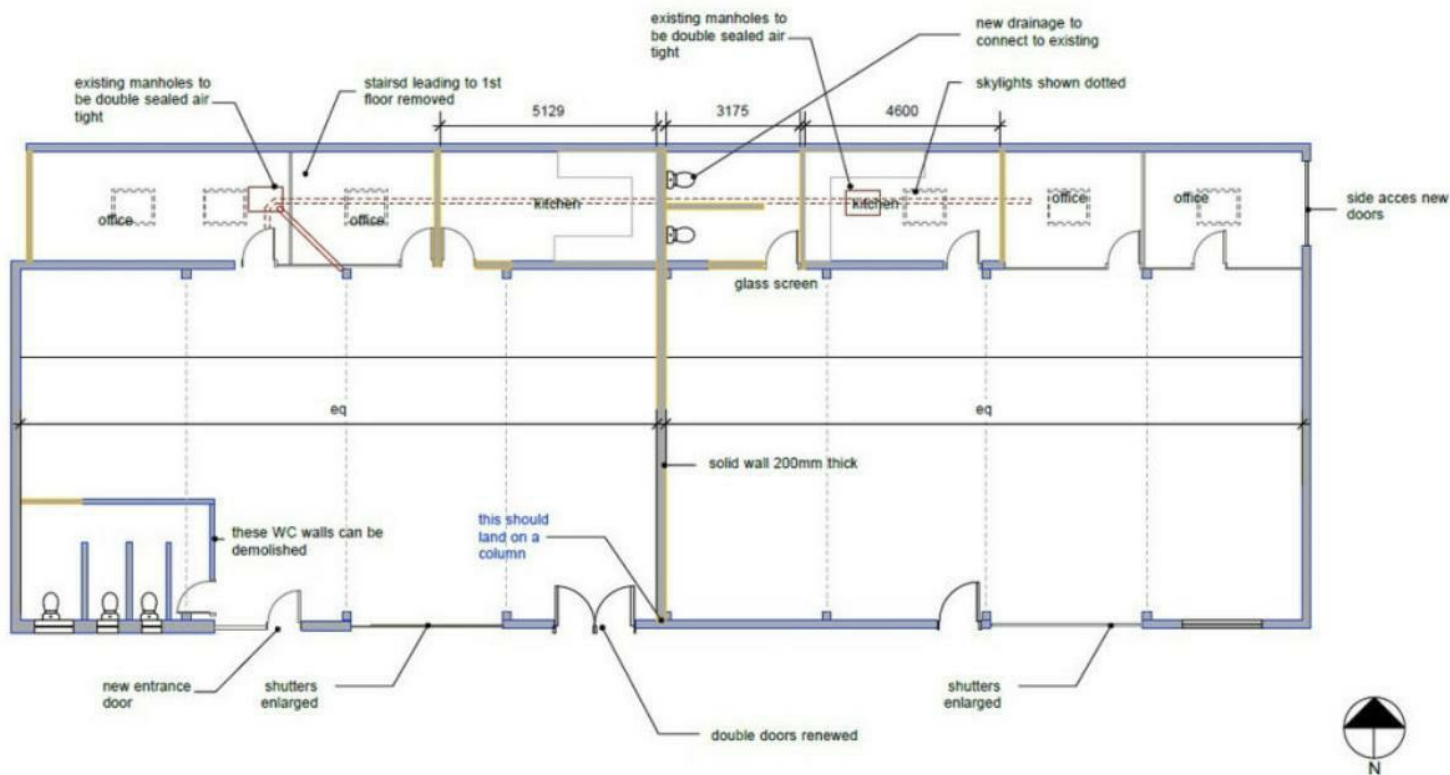 existing manholes to
be double sealed air
tight
new drainage to
connect to existing
existing manholes to
be double sealed air
tight
stairsd leading to 1st
floor removed
skylights shown dotted
5129
3175
4600
office
office
kitchen
kitchen
office
office
side acces new
doors
glass screen
eq
eq
solid wall 200mm thick
this should
land on a
column
these WC walls can be
demolished
new entrance
door
shutters
enlarged
shutters
enlarged
double doors renewed
N